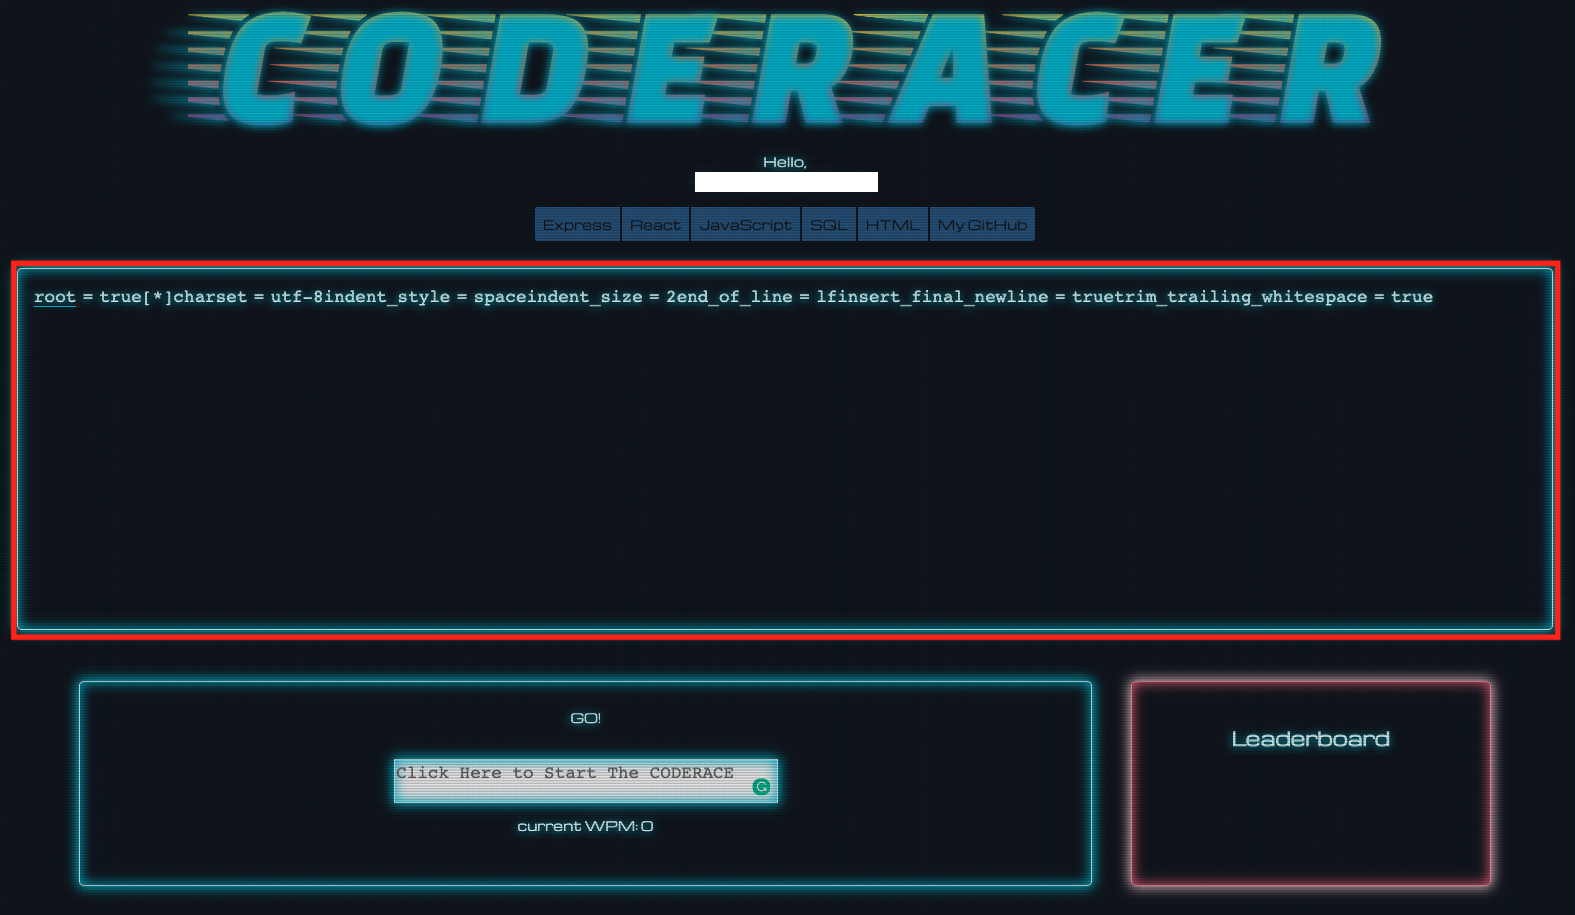 CODERACER
Hello,
Express React JavaScript SQL HTML My GitHub
root = true[*]charset = utf-8indent_style = spaceindent_size = 2end_of_line = lfinsert_final_newline = truetrim_trailing_whitespace = true
GO!
Click Here to Start The CODERACE
G
current WPM: 0
Leaderboard